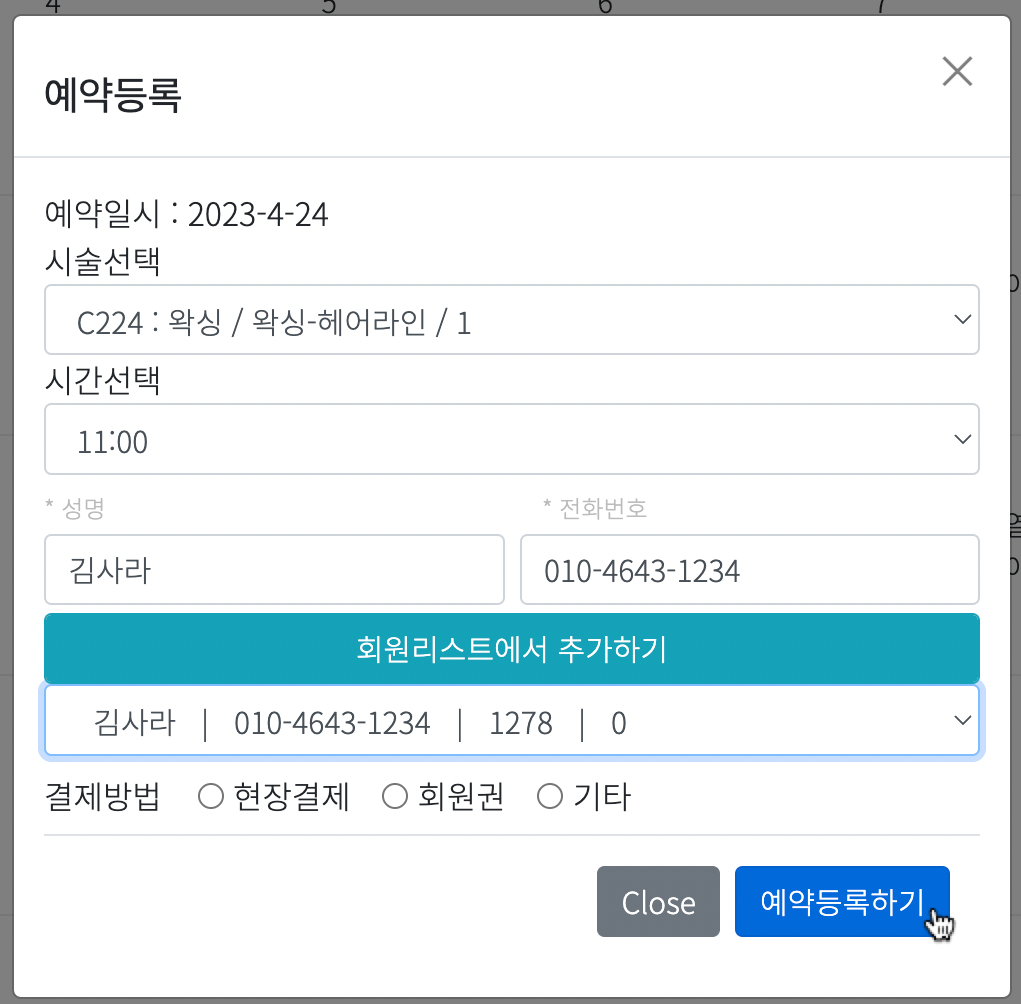 4 5 6 7
예약등록
예약일시 : 2023-4-24
시술선택
C224 : 왁싱 / 왁싱-헤어라인 / 1
시간선택
11:00
* 성명 * 전화번호
김사라 010-4643-1234
회원리스트에서 추가하기
김사라 | 010-4643-1234 | 1278 | 0
결제방법 현장결제 회원권 기타
Close 예약등록하기